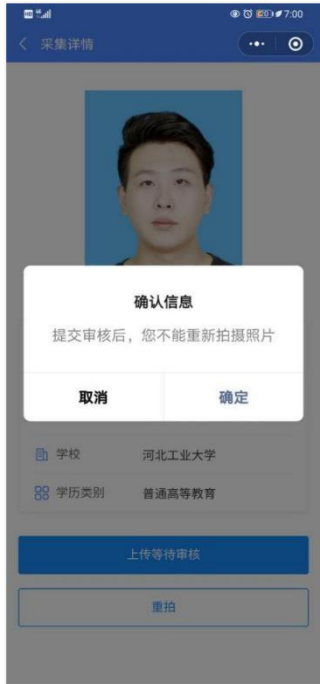 7:00
采集详情
确认信息
提交审核后，您不能重新拍摄照片
取消
确定
学校 河北工业大学
学历类别 普通高等教育
上传等待审核
重拍